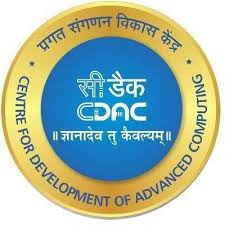 प्रगत संगणन विकास केंद्र
सी डैक
CDAC
॥ ज्ञानादेव तु कैवल्यम् ॥
CENTRE FOR DEVELOPMENT OF ADVANCED COMPUTING